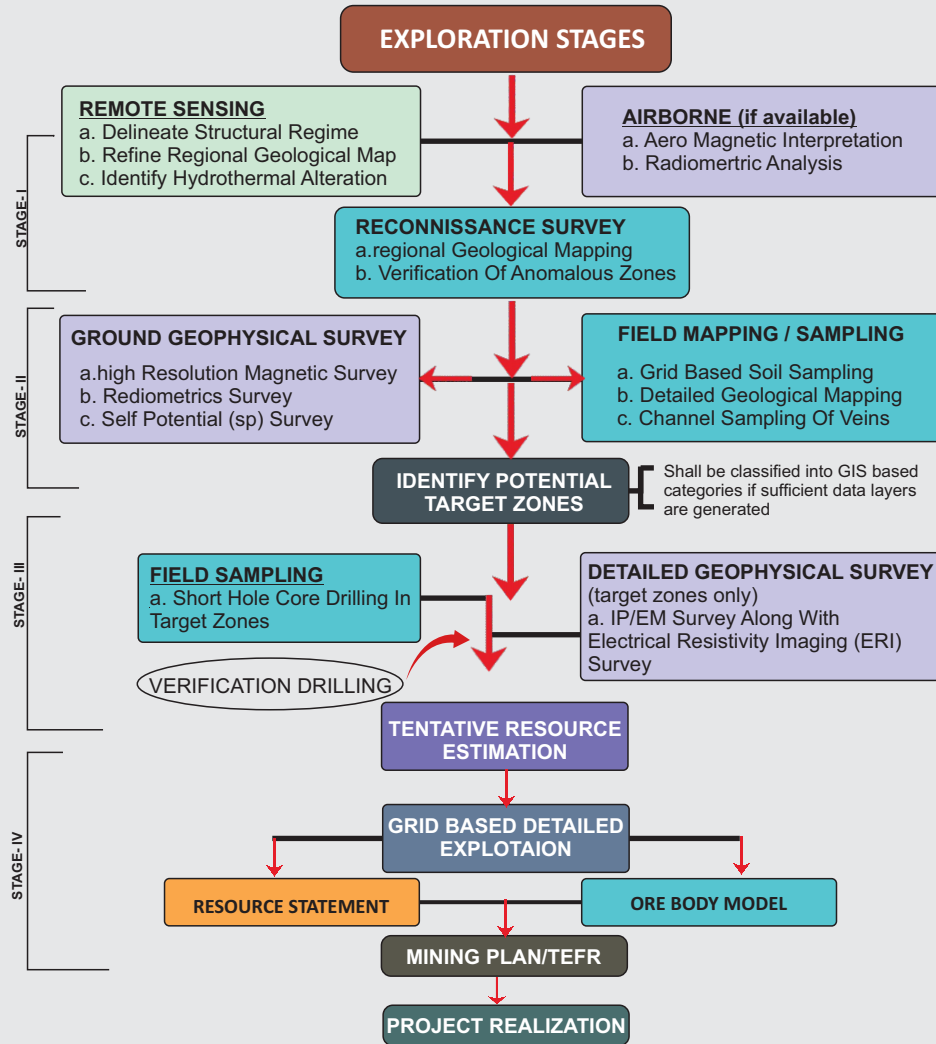 EXPLORATION STAGES
REMOTE SENSING
a. Delineate Structural Regime
b. Refine Regional Geological Map
c. Identify Hydrothermal Alteration
AIRBORNE (if available)
a. Aero Magnetic Interpretation
b. Radiomertric Analysis
STAGE- I
RECONNISSANCE SURVEY
a.regional Geological Mapping
b. Verification Of Anomalous Zones
GROUND GEOPHYSICAL SURVEY
a.high Resolution Magnetic Survey
b. Rediometrics Survey
c. Self Potential (sp) Survey
FIELD MAPPING / SAMPLING
a. Grid Based Soil Sampling
b. Detailed Geological Mapping
c. Channel Sampling Of Veins
STAGE- II
IDENTIFY POTENTIAL
TARGET ZONES
Shall be classified into GIS based
categories if sufficient data layers
are generated
STAGE- III
FIELD SAMPLING
a. Short Hole Core Drilling In
Target Zones
DETAILED GEOPHYSICAL SURVEY
(target zones only)
a. IP/EM Survey Along With
Electrical Resistivity Imaging (ERI)
Survey
VERIFICATION DRILLING
TENTATIVE RESOURCE
ESTIMATION
STAGE- IV
GRID BASED DETAILED
EXPLOTAION
RESOURCE STATEMENT
ORE BODY MODEL
MINING PLAN/TEFR
PROJECT REALIZATION